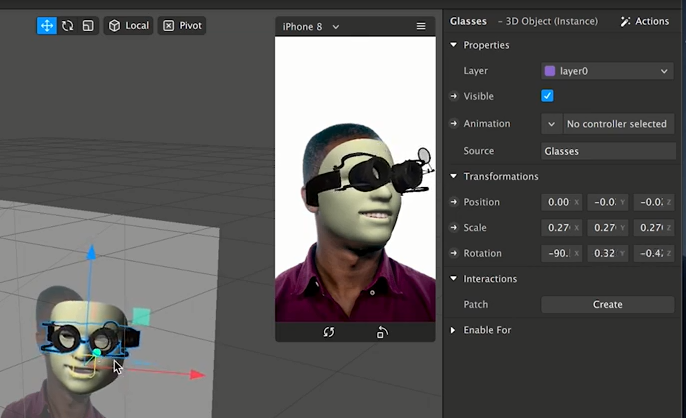 Local
Pivot
iPhone 8
Glasses - 3D Object (Instance)
Actions
Properties
Layer
layer0
Visible
Animation
No controller selected
Source
Glasses
Transformations
Position
0.00 X
-0.0 Y
-0.0 Z
Scale
0.27 X
0.27 Y
0.27 Z
Rotation
-90. X
0.32 Y
-0.4 Z
Interactions
Patch
Create
Enable For